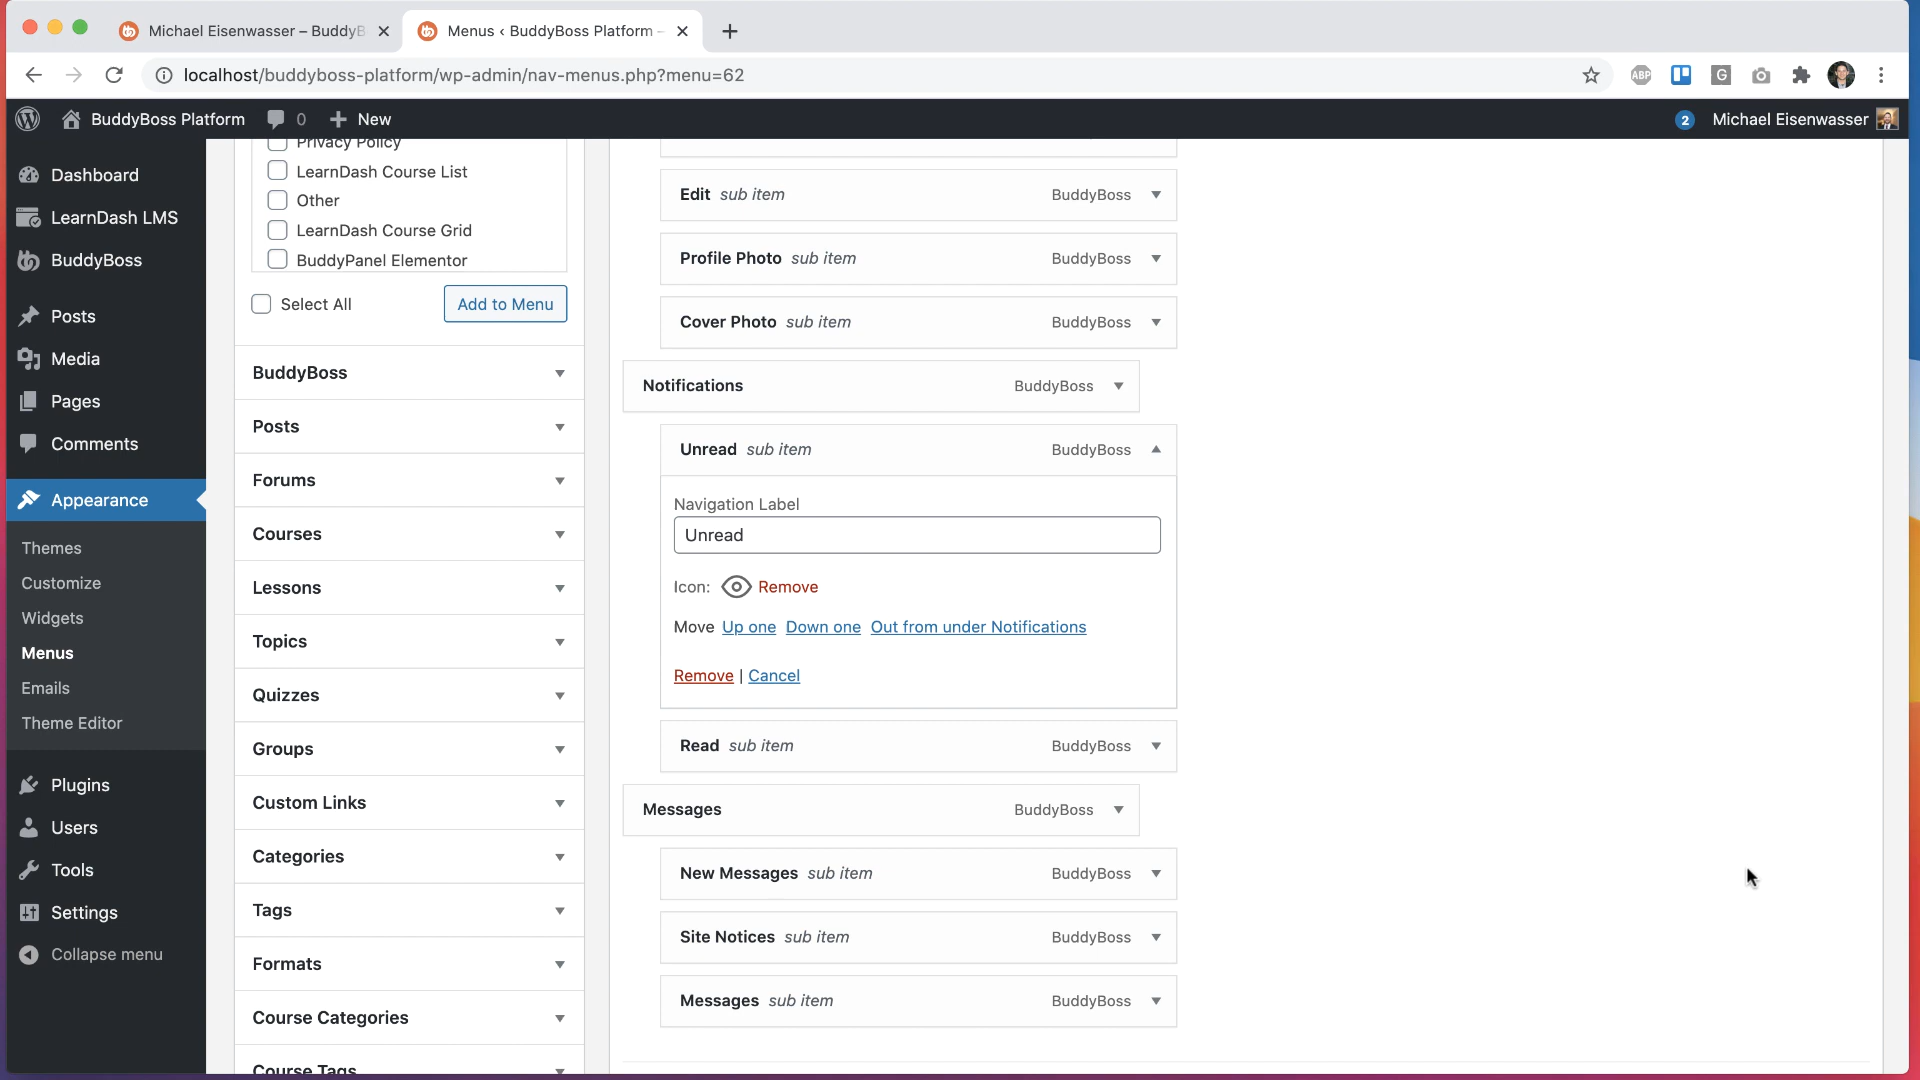 Michael Eisenwasser – BuddyB
Menus ‹ BuddyBoss Platform –
localhost/buddyboss-platform/wp-admin/nav-menus.php?menu=62
ABP
G
BuddyBoss Platform
0
New
2
Michael Eisenwasser
Dashboard
LearnDash LMS
BuddyBoss
Posts
Media
Pages
Comments
Appearance
Themes
Customize
Widgets
Menus
Emails
Theme Editor
Plugins
Users
Tools
Settings
Collapse menu
Privacy Policy
LearnDash Course List
Other
LearnDash Course Grid
BuddyPanel Elementor
Select All
Add to Menu
BuddyBoss
Posts
Forums
Courses
Lessons
Topics
Quizzes
Groups
Custom Links
Categories
Tags
Formats
Course Categories
Course Tags
Edit sub item BuddyBoss
Profile Photo sub item BuddyBoss
Cover Photo sub item BuddyBoss
Notifications BuddyBoss
Unread sub item BuddyBoss
Navigation Label
Unread
Icon: Remove
Move Up one Down one Out from under Notifications
Remove | Cancel
Read sub item BuddyBoss
Messages BuddyBoss
New Messages sub item BuddyBoss
Site Notices sub item BuddyBoss
Messages sub item BuddyBoss